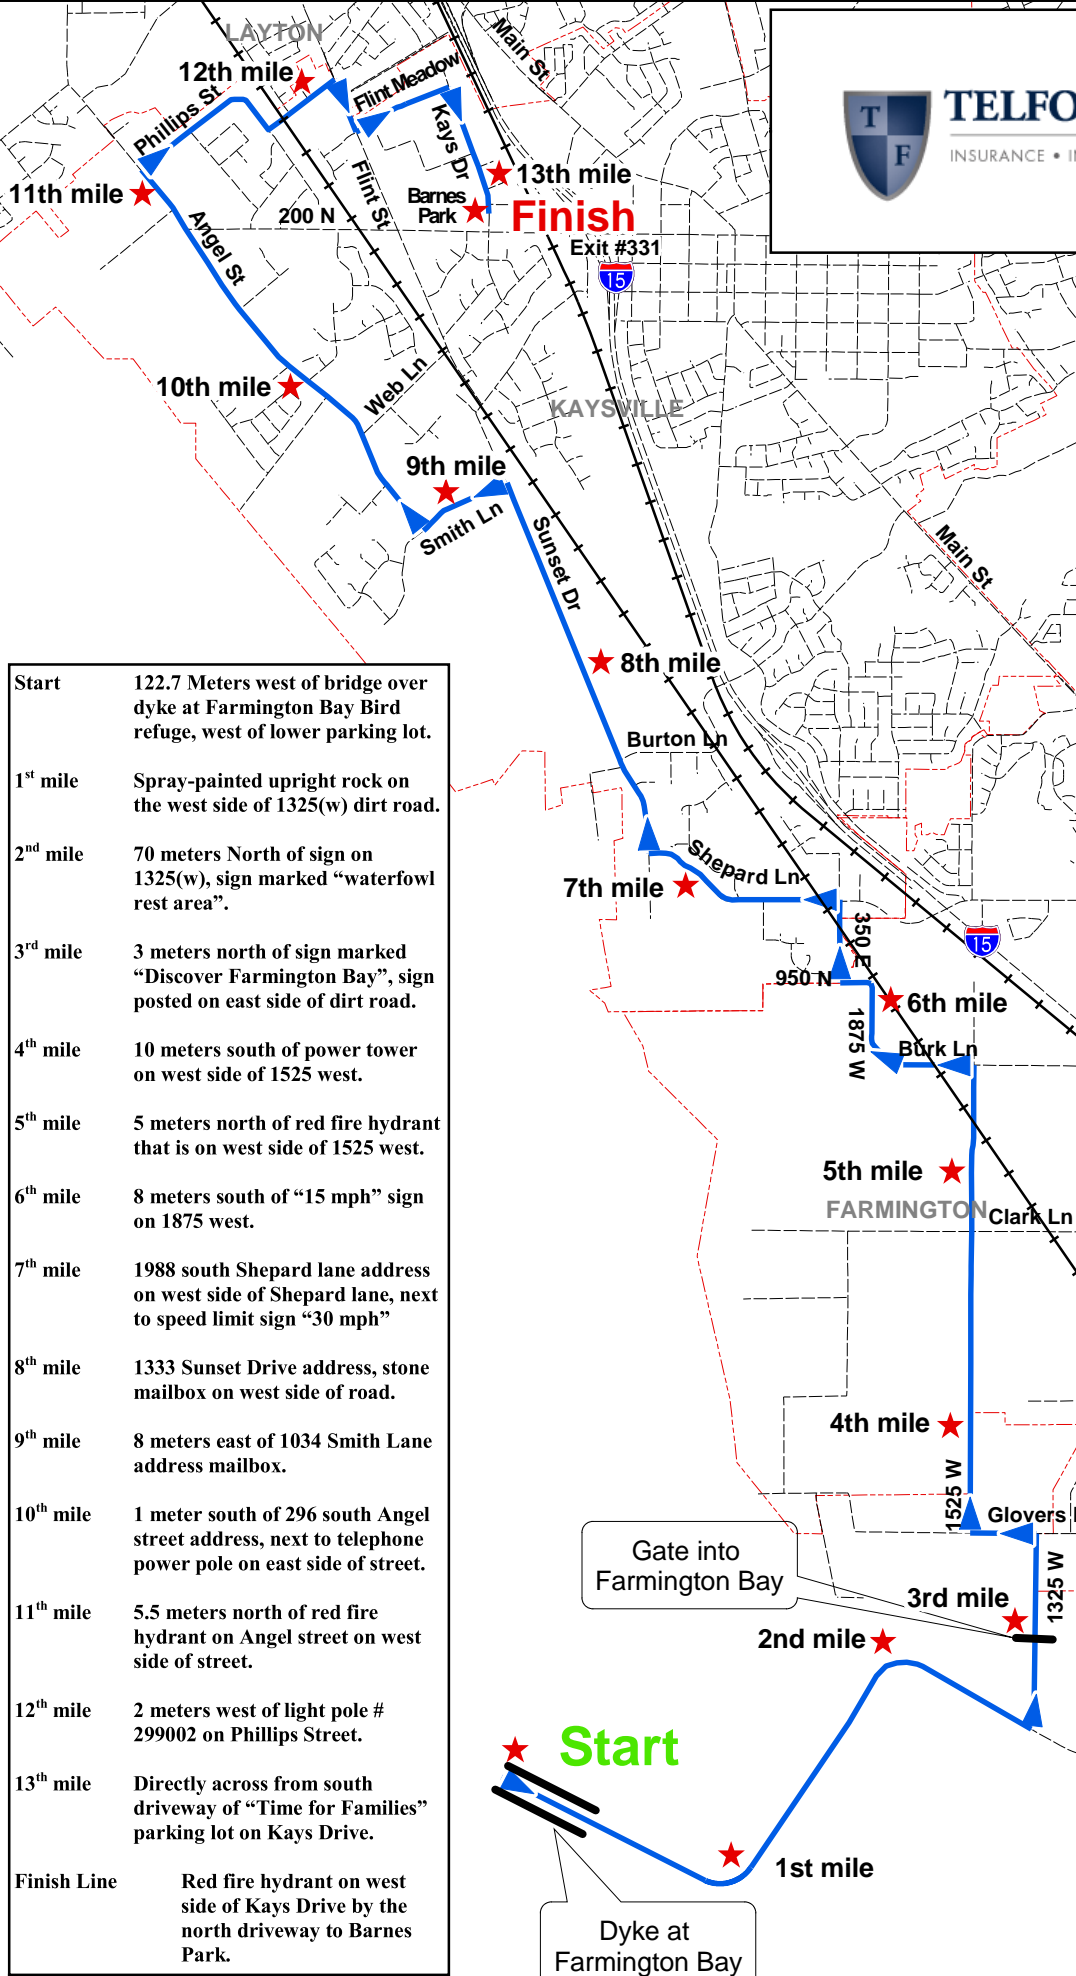 LAYTON
Main St
12th mile
Flint Meadow
Phillips St
Kays Dr
TELFO
T
F
INSURANCE • IN
11th mile
Flint St
13th mile
Barnes
Park
200 N
Finish
Angel St
Exit #331
15
10th mile
Web Ln
KAYSVILLE
9th mile
Smith Ln
Sunset Dr
Main St
8th mile
Burton Ln
Shepard Ln
7th mile
350 E
15
950 N
6th mile
1875 W
Burk Ln
5th mile
FARMINGTON
Clark Ln
4th mile
1525 W
Glovers
Gate into
Farmington Bay
1325 W
3rd mile
2nd mile
Start
1st mile
Dyke at
Farmington Bay
Start 122.7 Meters west of bridge over
dyke at Farmington Bay Bird
refuge, west of lower parking lot.
1st mile Spray-painted upright rock on
the west side of 1325(w) dirt road.
2nd mile 70 meters North of sign on
1325(w), sign marked “waterfowl
rest area”.
3rd mile 3 meters north of sign marked
“Discover Farmington Bay”, sign
posted on east side of dirt road.
4th mile 10 meters south of power tower
on west side of 1525 west.
5th mile 5 meters north of red fire hydrant
that is on west side of 1525 west.
6th mile 8 meters south of “15 mph” sign
on 1875 west.
7th mile 1988 south Shepard lane address
on west side of Shepard lane, next
to speed limit sign “30 mph”
8th mile 1333 Sunset Drive address, stone
mailbox on west side of road.
9th mile 8 meters east of 1034 Smith Lane
address mailbox.
10th mile 1 meter south of 296 south Angel
street address, next to telephone
power pole on east side of street.
11th mile 5.5 meters north of red fire
hydrant on Angel street on west
side of street.
12th mile 2 meters west of light pole #
299002 on Phillips Street.
13th mile Directly across from south
driveway of “Time for Families”
parking lot on Kays Drive.
Finish Line Red fire hydrant on west
side of Kays Drive by the
north driveway to Barnes
Park.